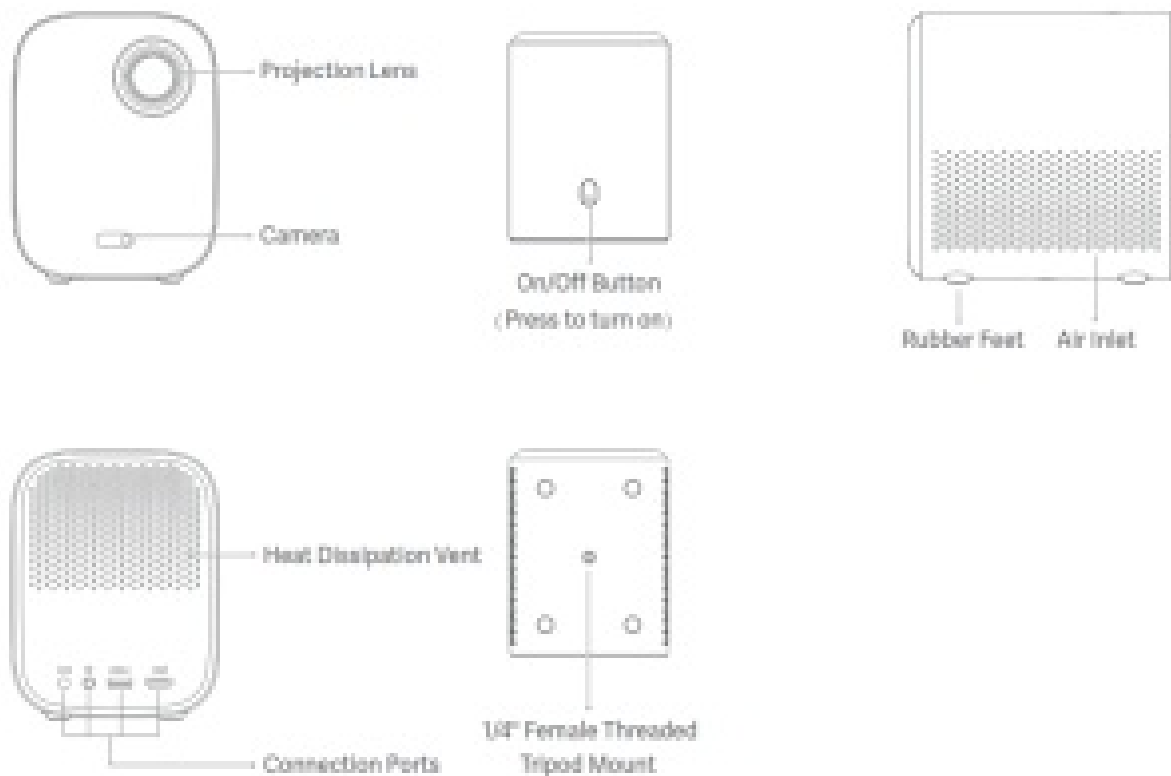 Projection Lens
Camera
On/Off Button
(Press to turn on)
Rubber Feet
Air Inlet
Heat Dissipation Vent
Connection Ports
1/4" Female Threaded
Tripod Mount